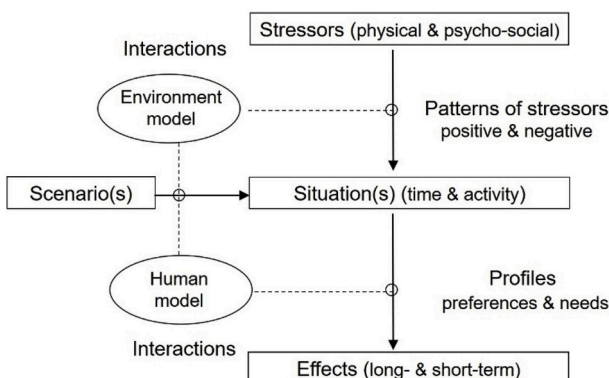 Stressors (physical & psycho-social)
Interactions
Environment
model
Patterns of stressors
positive & negative
Scenario(s)
Situation(s) (time & activity)
Human
model
Profiles
preferences & needs
Interactions
Effects (long- & short-term)